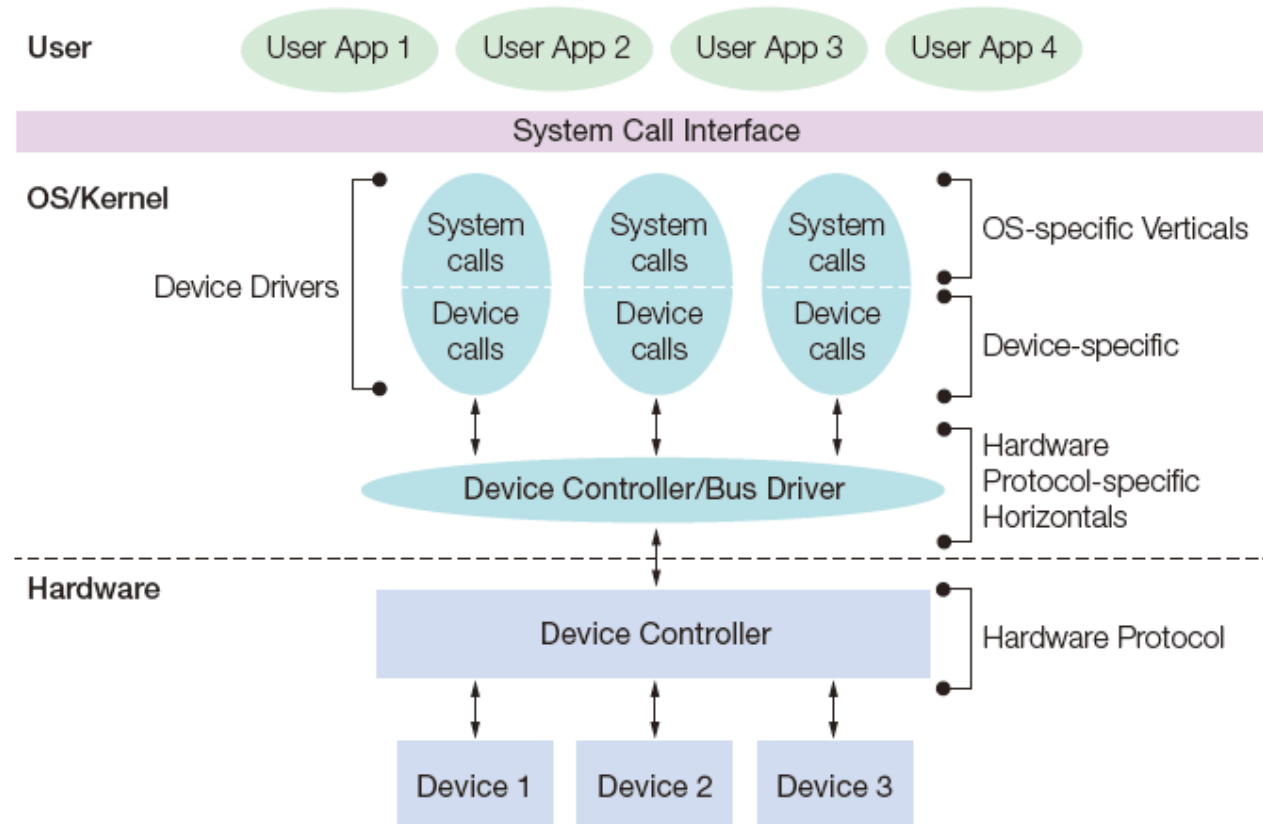 User
User App 1
User App 2
User App 3
User App 4
System Call Interface
OS/Kernel
Device Drivers
System
calls
Device
calls
System
calls
Device
calls
System
calls
Device
calls
OS-specific Verticals
Device-specific
Device Controller/Bus Driver
Hardware
Protocol-specific
Horizontals
Hardware
Device Controller
Hardware Protocol
Device 1
Device 2
Device 3